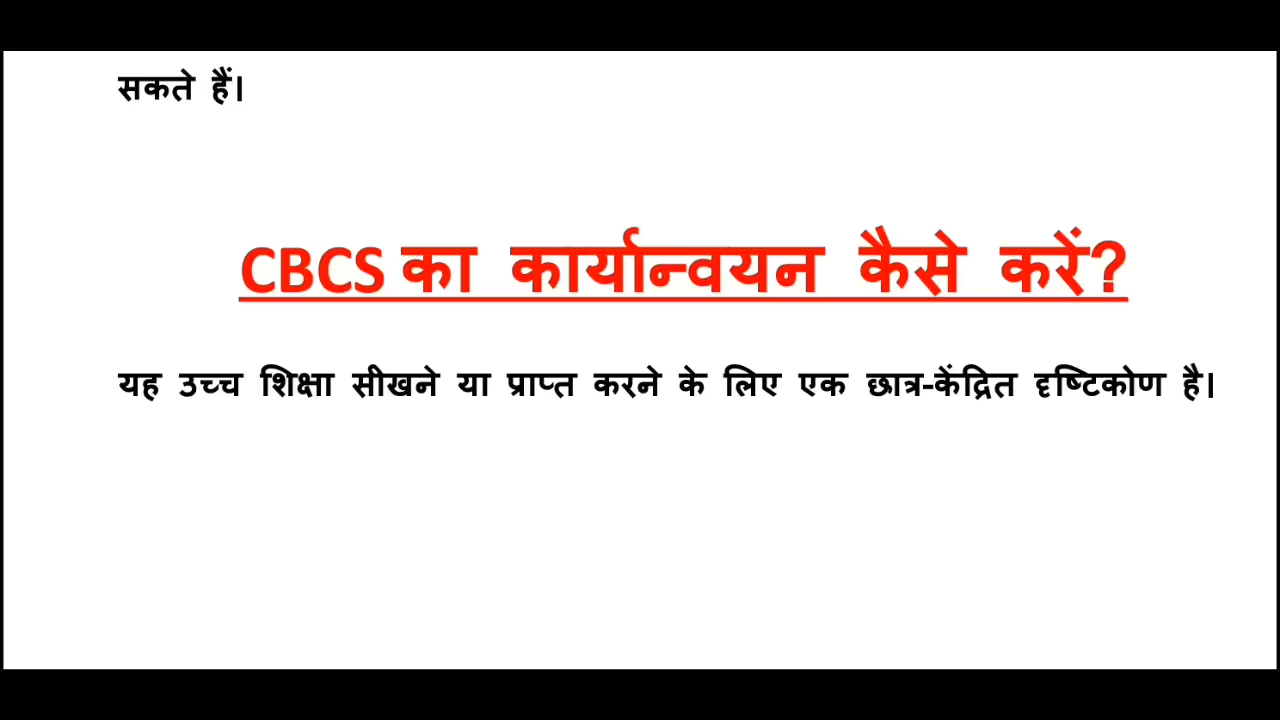 सकते हैं।
CBCS का कार्यान्वयन कैसे करें?
यह उच्च शिक्षा सीखने या प्राप्त करने के लिए एक छात्र-केंद्रित दृष्टिकोण है।